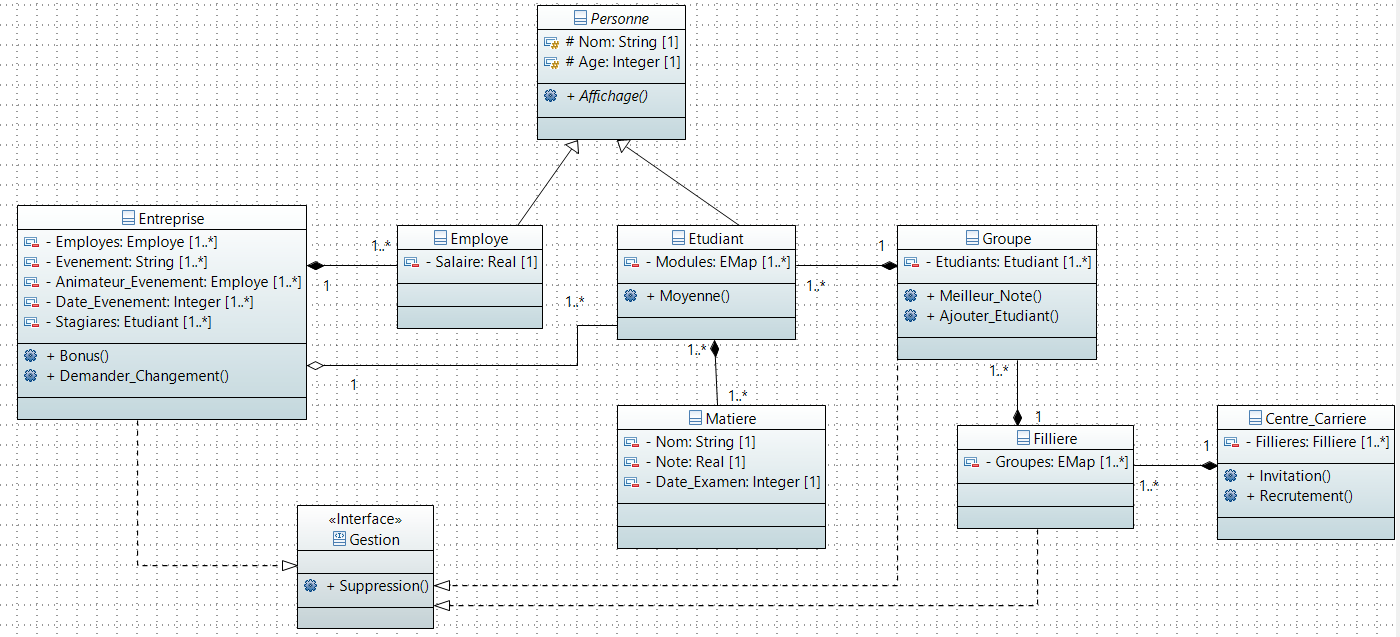 Personne
# Nom: String [1]
# Age: Integer [1]
+ Affichage()
Entreprise
- Employes: Employe [1..*]
- Evenement: String [1..*]
- Animateur_Evenement: Employe [1..*]
- Date_Evenement: Integer [1..*]
- Stagiares: Etudiant [1..*]
+ Bonus()
+ Demander_Changement()
1..*
1
Employe
- Salaire: Real [1]
1..*
1
Etudiant
- Modules: EMap [1..*]
+ Moyenne()
1
1..*
Groupe
- Etudiants: Etudiant [1..*]
+ Meilleur_Note()
+ Ajouter_Etudiant()
1..*
1..*
Matiere
- Nom: String [1]
- Note: Real [1]
- Date_Examen: Integer [1]
1..*
1
Filliere
- Groupes: EMap [1..*]
1
1..*
Centre_Carriere
- Fillieres: Filliere [1..*]
+ Invitation()
+ Recrutement()
«Interface»
Gestion
+ Suppression()